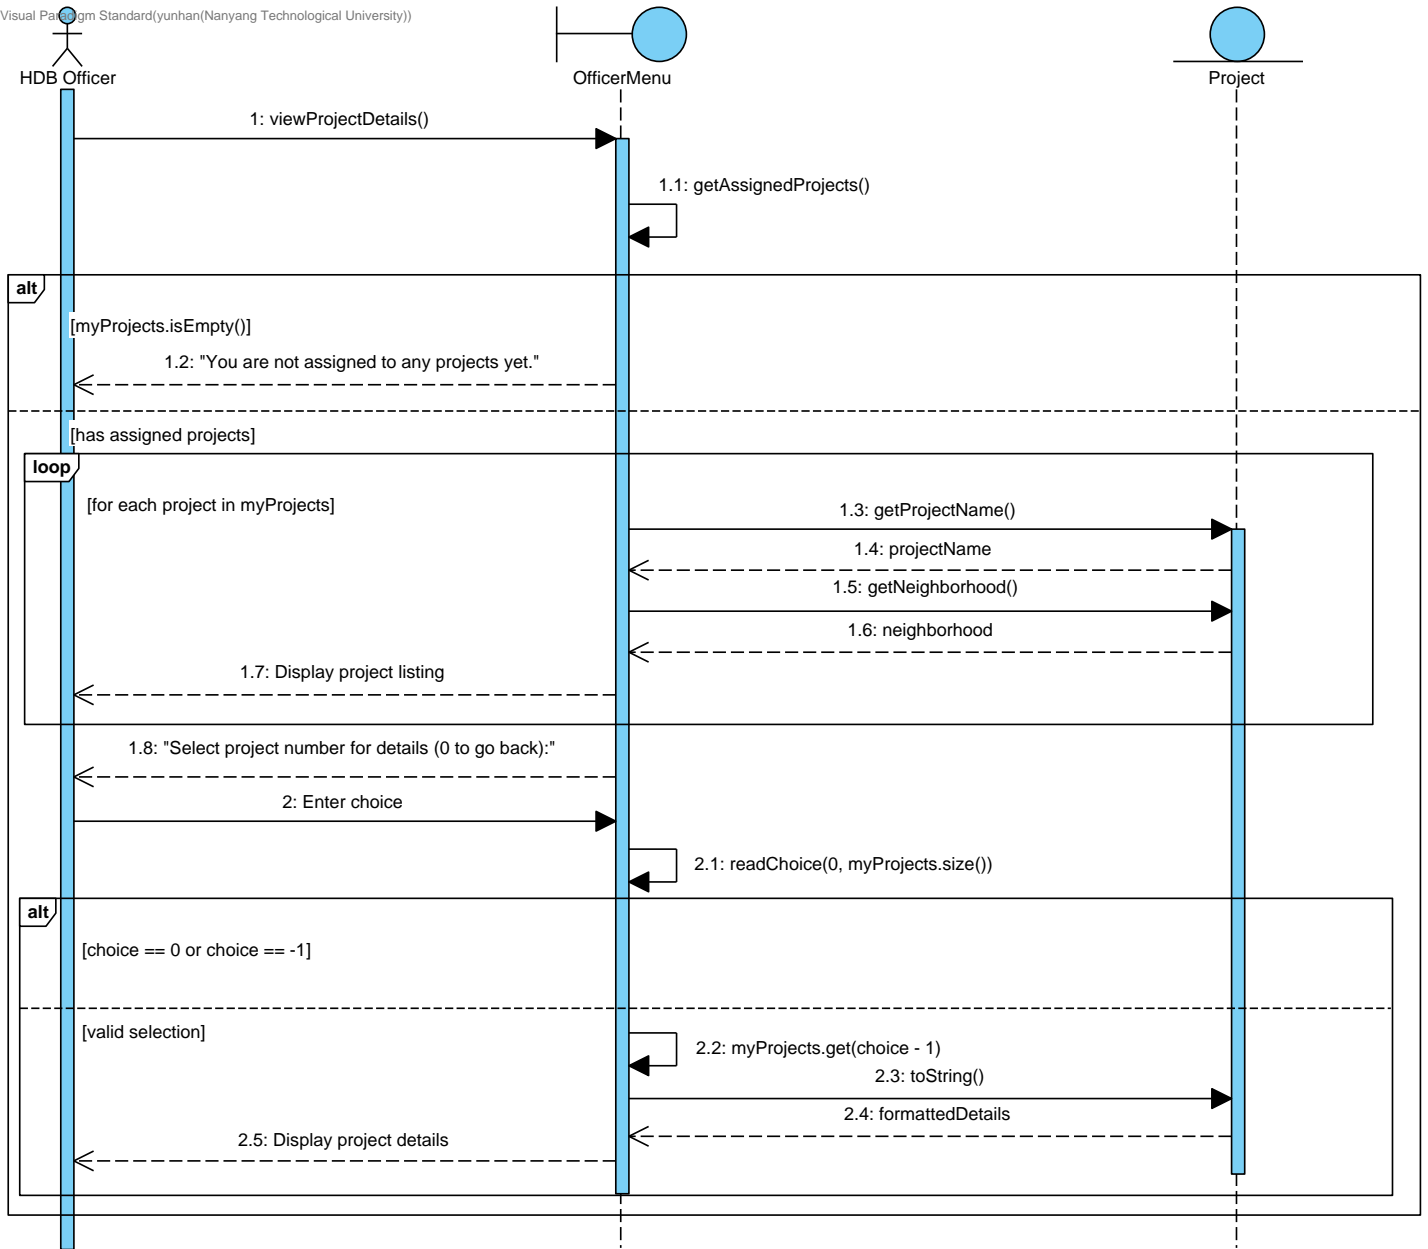 Visual Paradigm Standard(yunhan(Nanyang Technological University))
HDB Officer
OfficerMenu
Project
1: viewProjectDetails()
1.1: getAssignedProjects()
alt
[myProjects.isEmpty()]
1.2: "You are not assigned to any projects yet."
[has assigned projects]
loop
[for each project in myProjects]
1.3: getProjectName()
1.4: projectName
1.5: getNeighborhood()
1.6: neighborhood
1.7: Display project listing
1.8: "Select project number for details (0 to go back):"
2: Enter choice
2.1: readChoice(0, myProjects.size())
alt
[choice == 0 or choice == -1]
[valid selection]
2.2: myProjects.get(choice - 1)
2.3: toString()
2.4: formattedDetails
2.5: Display project details